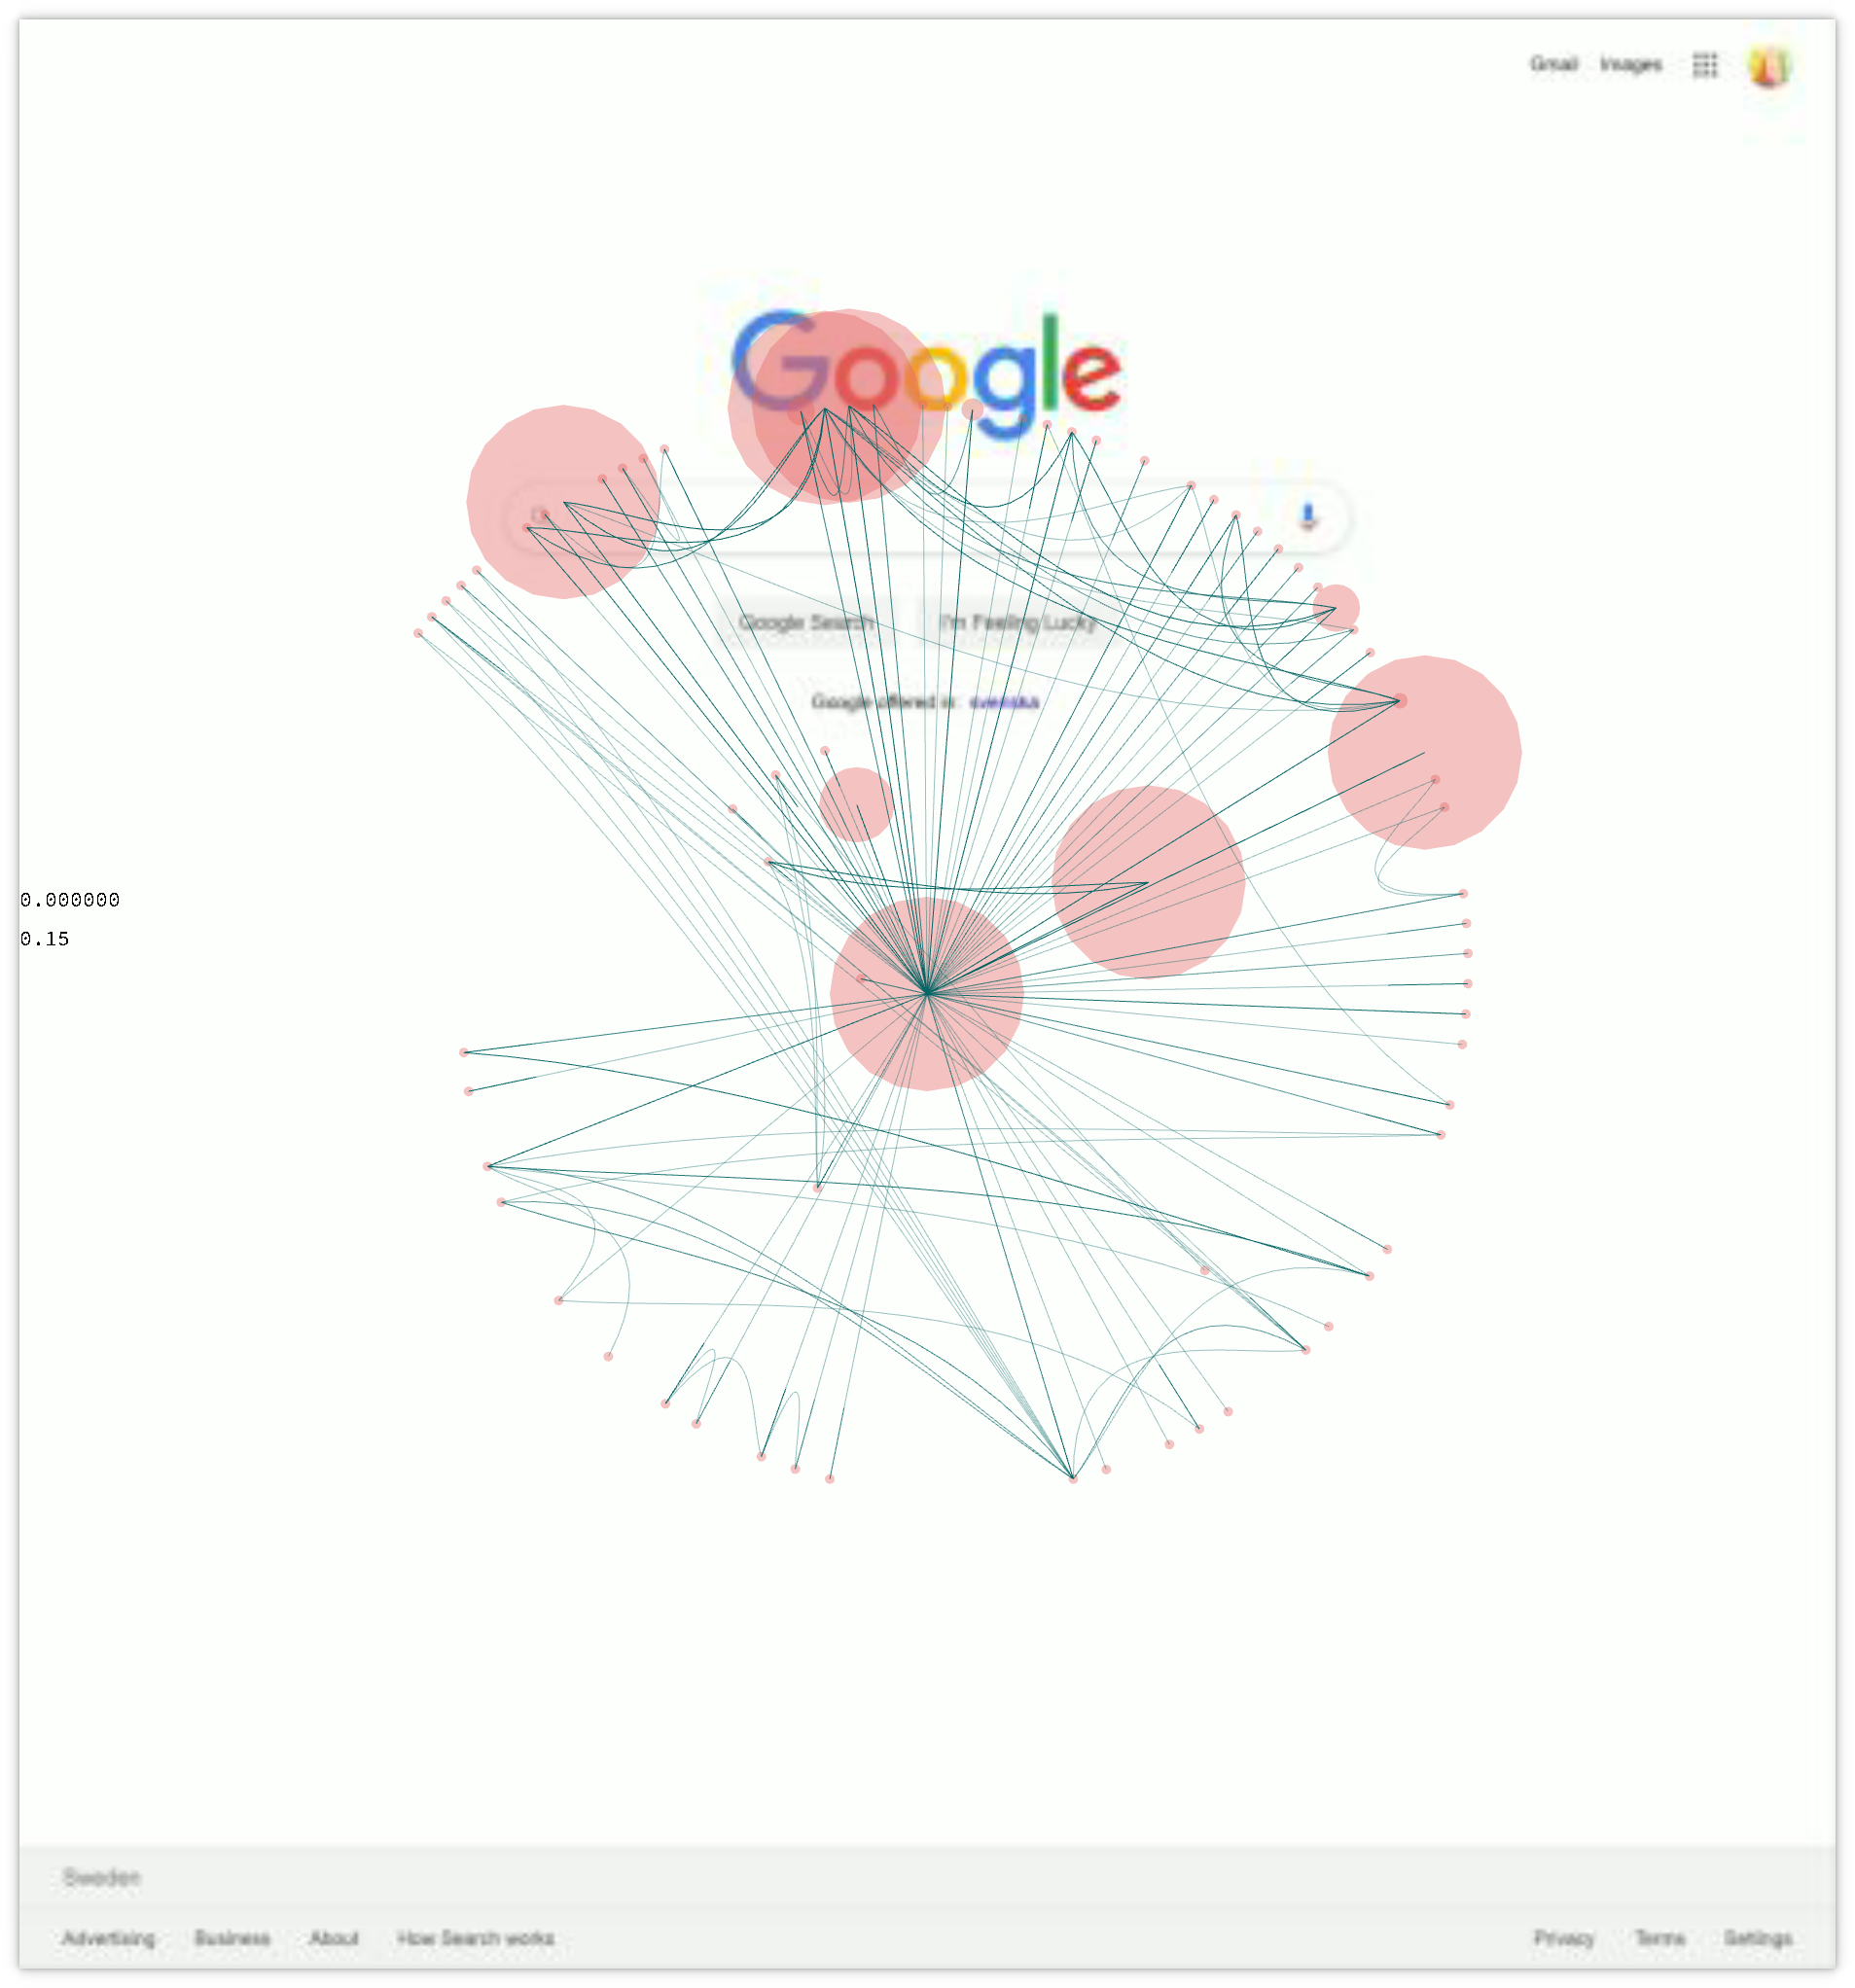 Gmail Images
Google
Google Search I'm Feeling Lucky
Google offered in: svenska
0.000000
0.15
Sweden
Advertising Business About How Search works Privacy Terms Settings